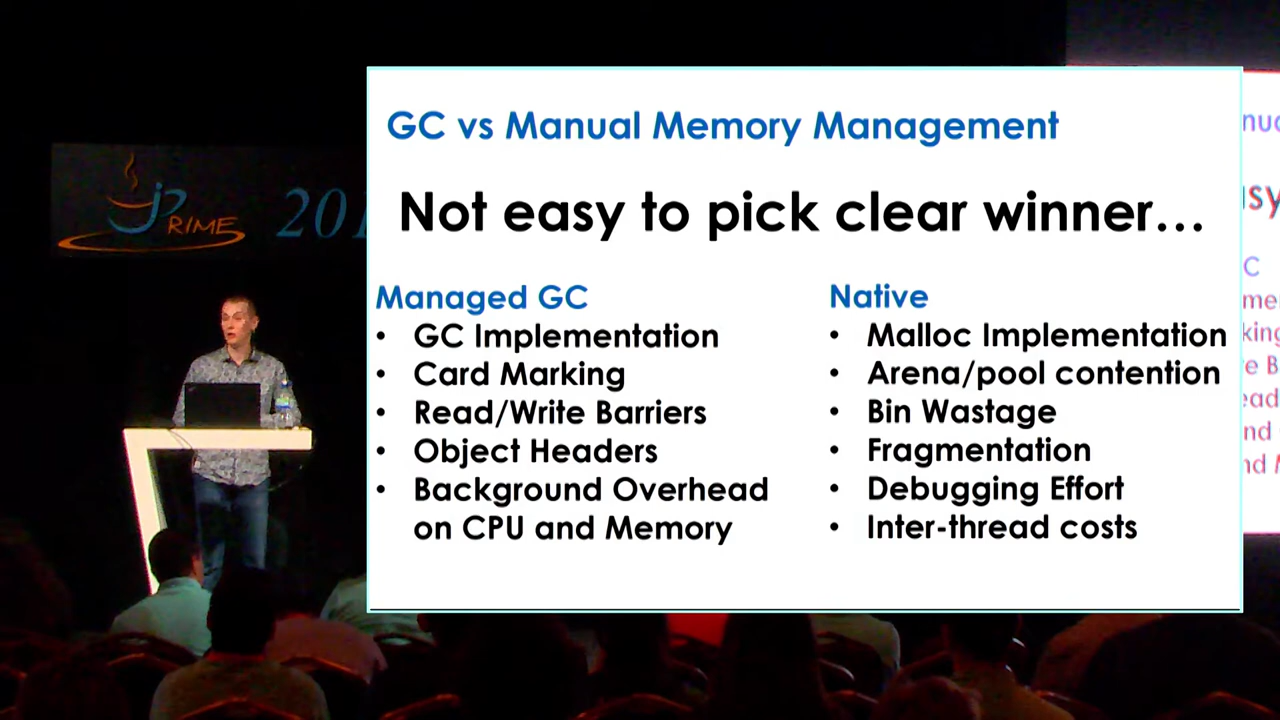 GC vs Manual Memory Management
Not easy to pick clear winner…
Managed GC
• GC Implementation
• Card Marking
• Read/Write Barriers
• Object Headers
• Background Overhead
on CPU and Memory
Native
• Malloc Implementation
• Arena/pool contention
• Bin Wastage
• Fragmentation
• Debugging Effort
• Inter-thread costs
JPRIME 201